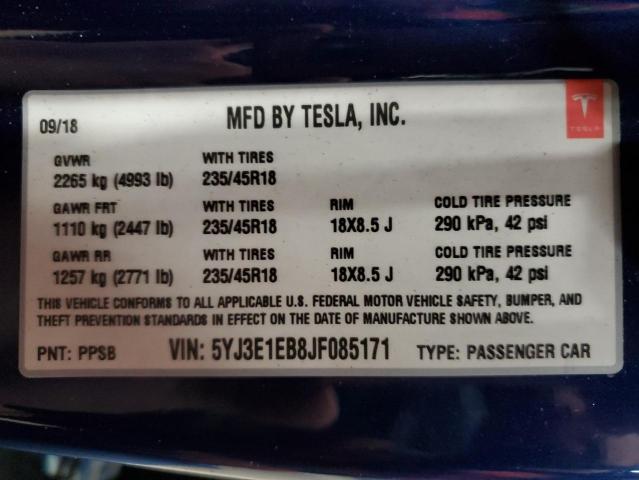 09/18
MFD BY TESLA, INC.
TESLA
GVWR WITH TIRES
2265 kg (4993 lb) 235/45R18
GAWR FRT WITH TIRES RIM COLD TIRE PRESSURE
1110 kg (2447 lb) 235/45R18 18X8.5 J 290 kPa, 42 psi
GAWR RR WITH TIRES RIM COLD TIRE PRESSURE
1257 kg (2771 lb) 235/45R18 18X8.5 J 290 kPa, 42 psi
THIS VEHICLE CONFORMS TO ALL APPLICABLE U.S. FEDERAL MOTOR VEHICLE SAFETY, BUMPER, AND
THEFT PREVENTION STANDARDS IN EFFECT ON THE DATE OF MANUFACTURE SHOWN ABOVE.
PNT: PPSB VIN: 5YJ3E1EB8JF085171 TYPE: PASSENGER CAR